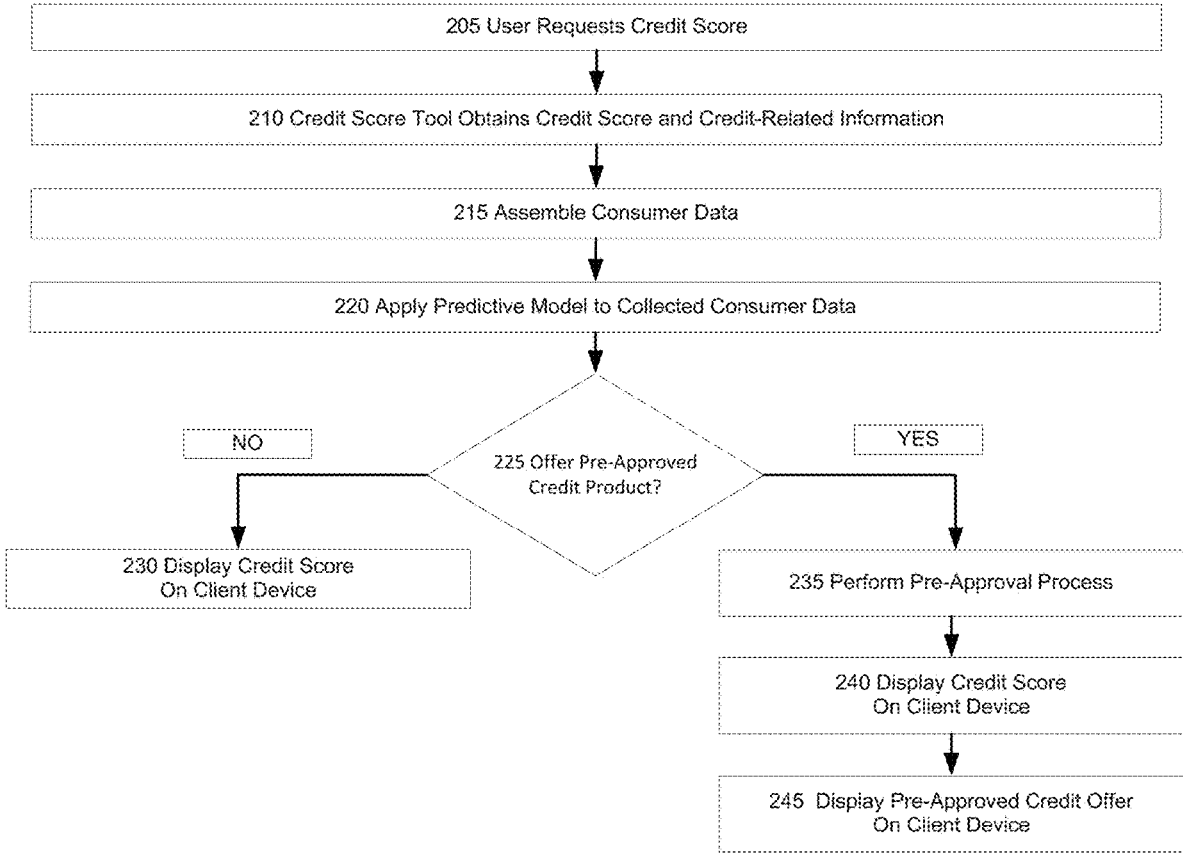 205 User Requests Credit Score
210 Credit Score Tool Obtains Credit Score and Credit-Related Information
215 Assemble Consumer Data
220 Apply Predictive Model to Collected Consumer Data
NO
YES
225 Offer Pre-Approved
Credit Product?
230 Display Credit Score
On Client Device
235 Perform Pre-Approval Process
240 Display Credit Score
On Client Device
245 Display Pre-Approved Credit Offer
On Client Device